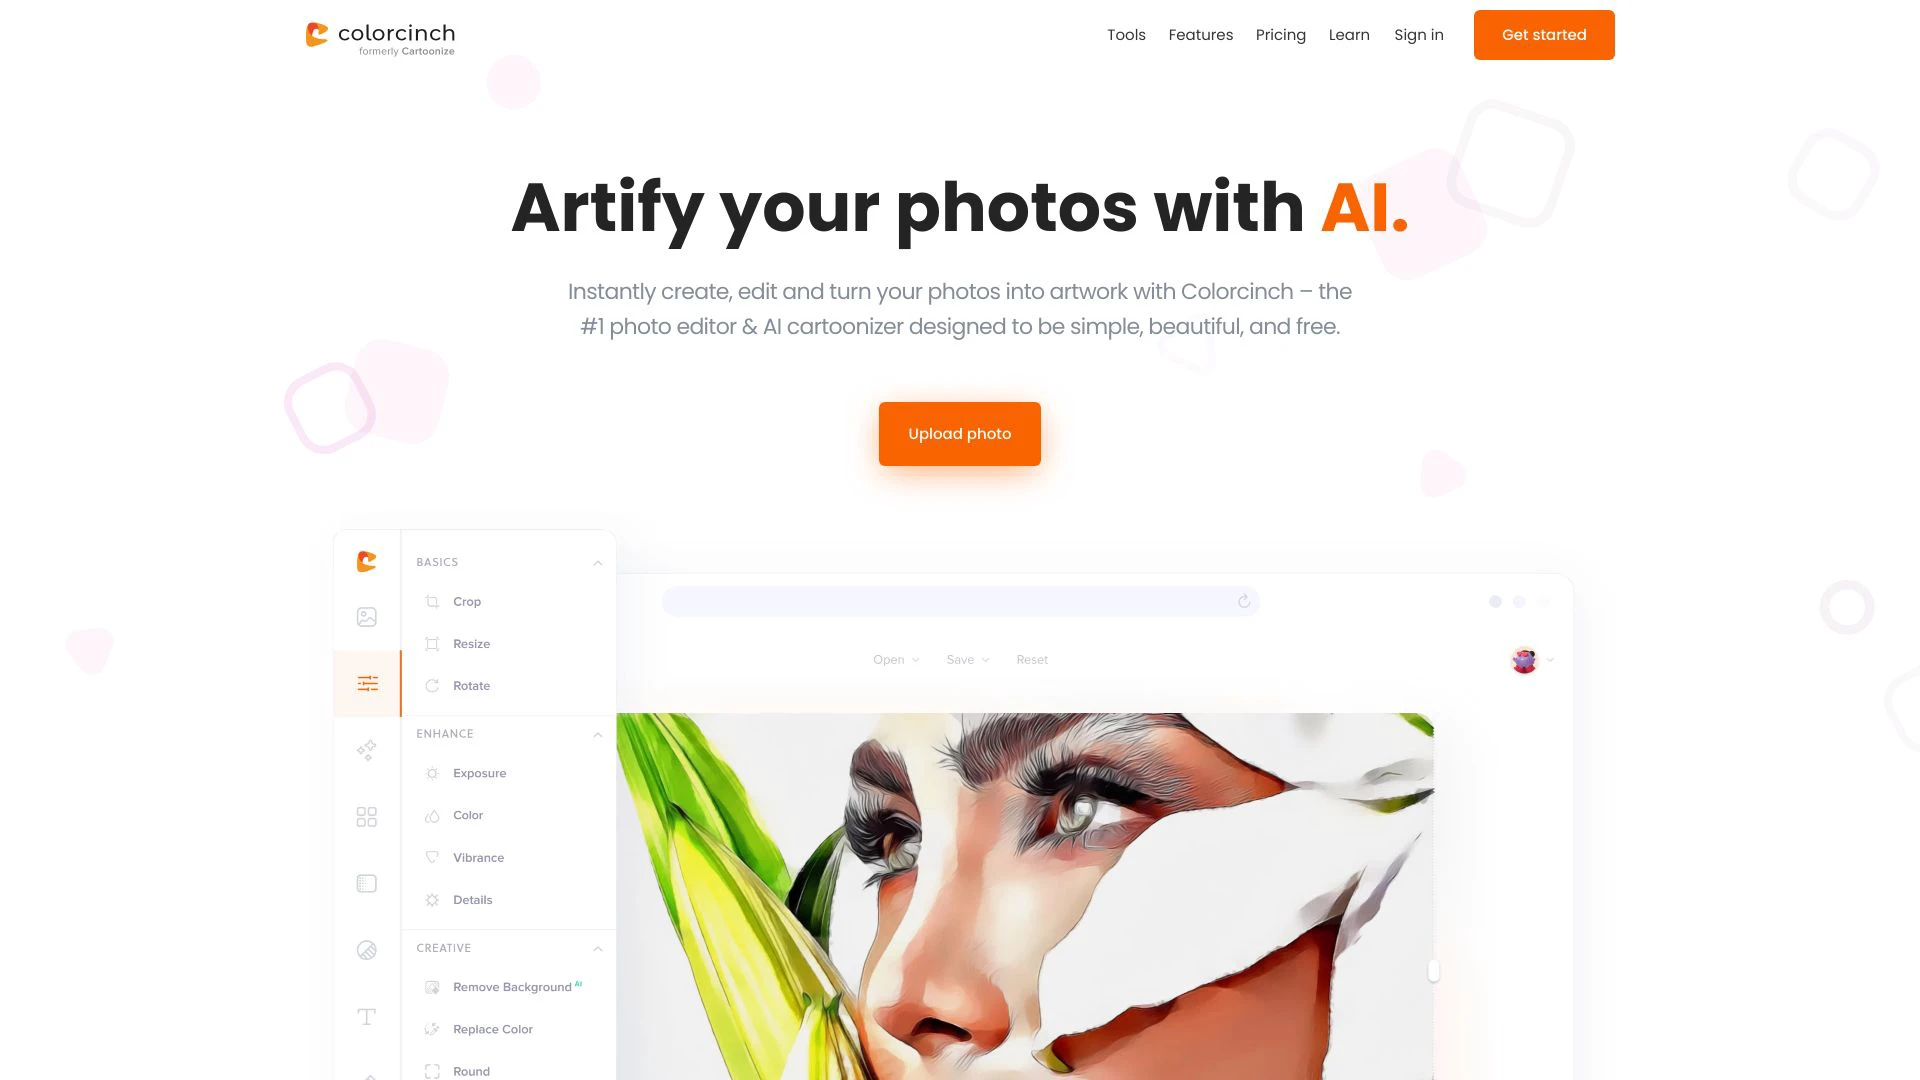 colorcinch
formerly Cartoonize
Tools Features Pricing Learn Sign in Get started
Artify your photos with AI.
Instantly create, edit and turn your photos into artwork with Colorcinch – the
#1 photo editor & AI cartoonizer designed to be simple, beautiful, and free.
Upload photo
BASICS
Crop
Resize
Rotate
ENHANCE
Exposure
Color
Vibrance
Details
CREATIVE
Remove Background AI
Replace Color
Round
Open Save Reset